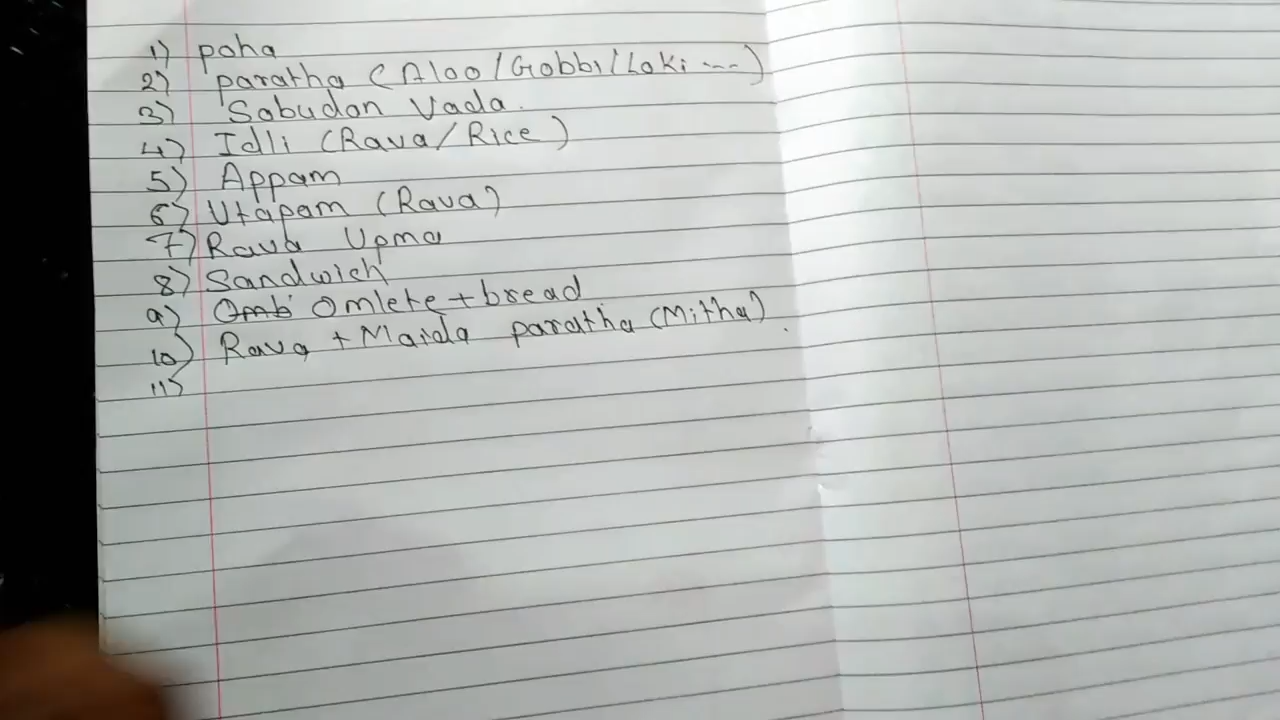 1) poha
2) paratha (Aloo/Gobbi/Loki ---)
3) Sabudan Vada.
4) Idli (Rava/Rice)
5) Appam
6) Utapam (Rava)
7) Rava Upma
8) Sandwich
9) Omb Omlete + bread
10) Rava + Maida paratha (Mitha).
11)